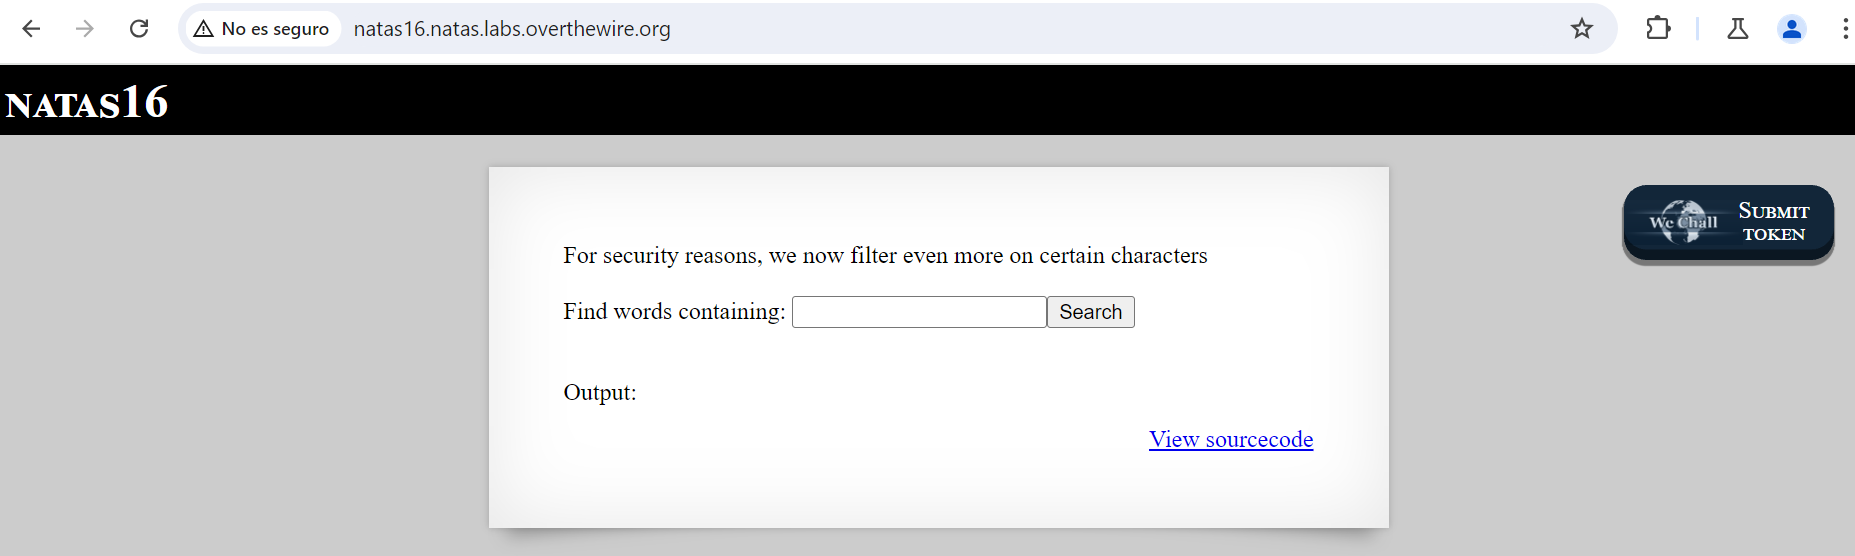 No es seguro natas16.natas.labs.overthewire.org
NATAS16
For security reasons, we now filter even more on certain characters
We Chall SUBMIT TOKEN
Find words containing: Search
Output:
View sourcecode